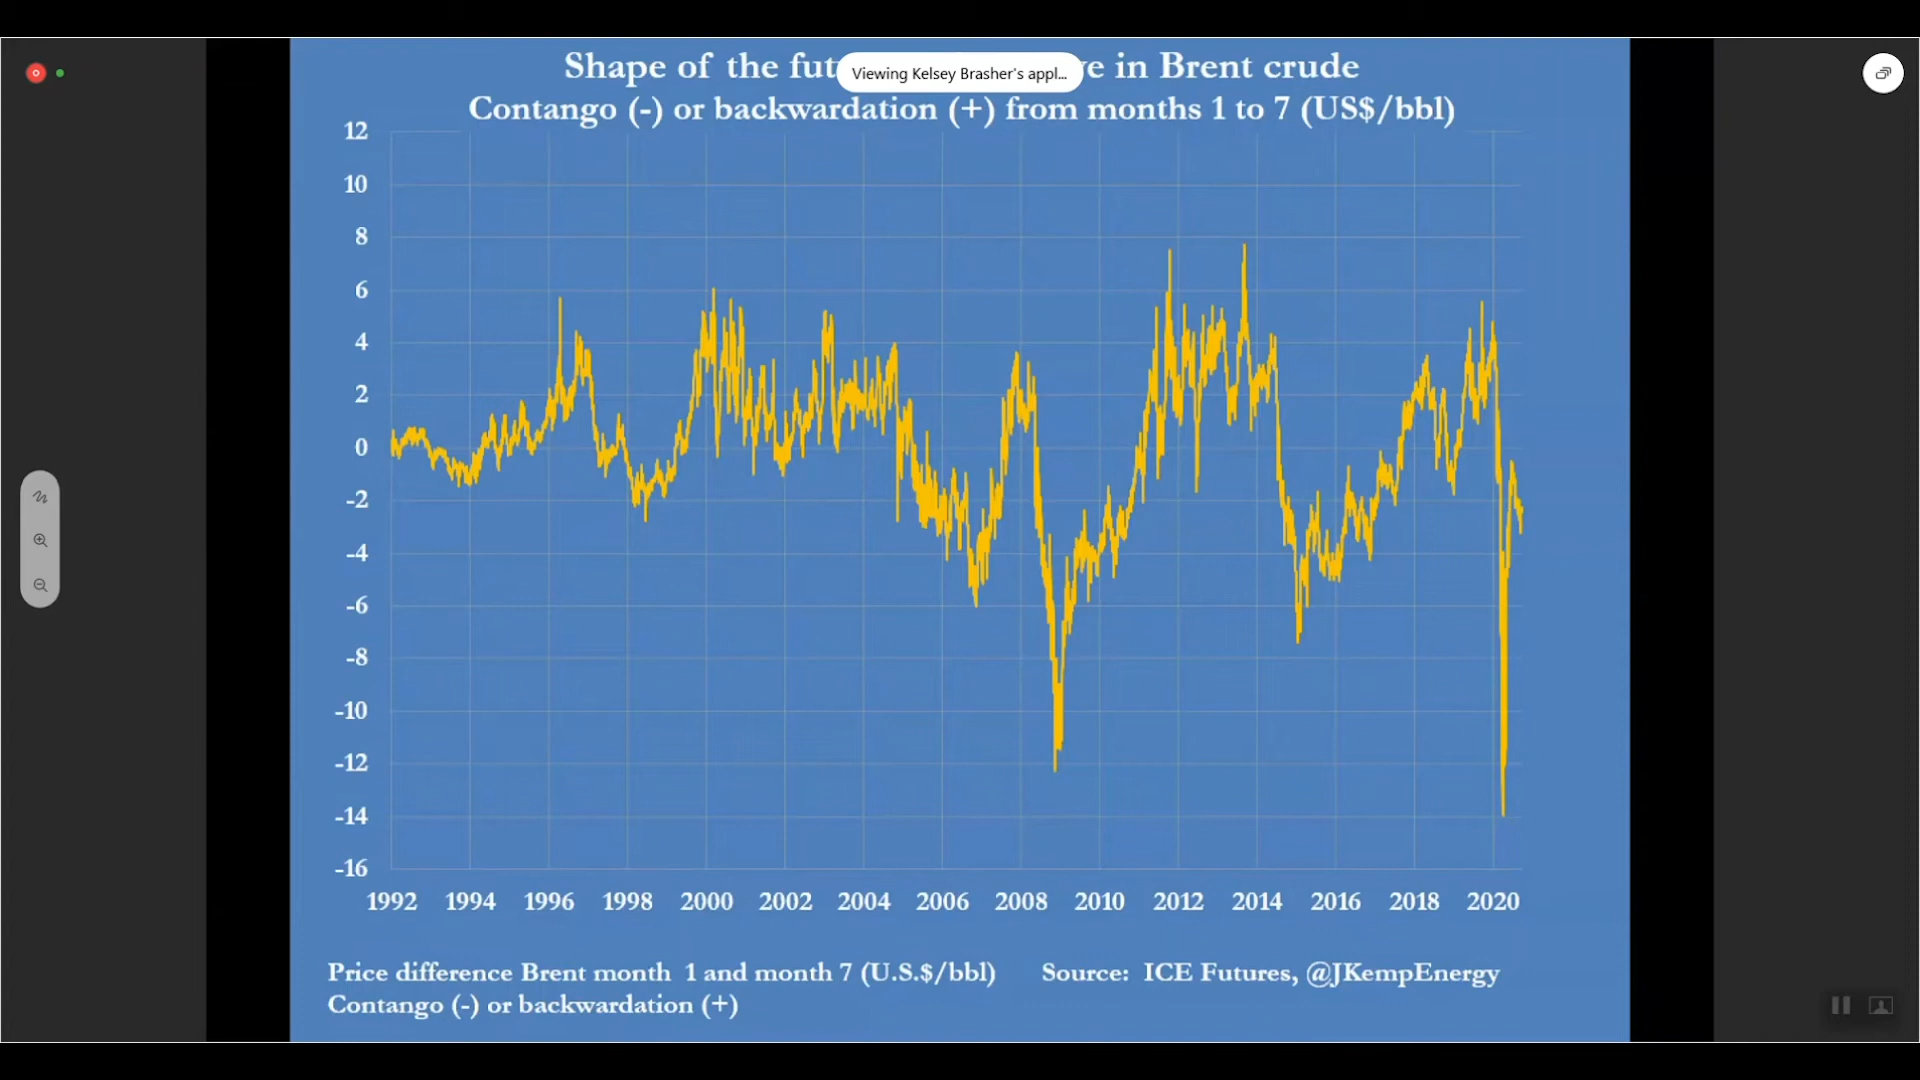 Shape of the fut
Viewing Kelsey Brasher's appl...
e in Brent crude
Contango (-) or backwardation (+) from months 1 to 7 (US$/bbl)
12
10
8
6
4
2
0
-2
-4
-6
-8
-10
-12
-14
-16
1992 1994 1996 1998 2000 2002 2004 2006 2008 2010 2012 2014 2016 2018 2020
Price difference Brent month 1 and month 7 (U.S.$/bbl) Source: ICE Futures, @JKempEnergy
Contango (-) or backwardation (+)